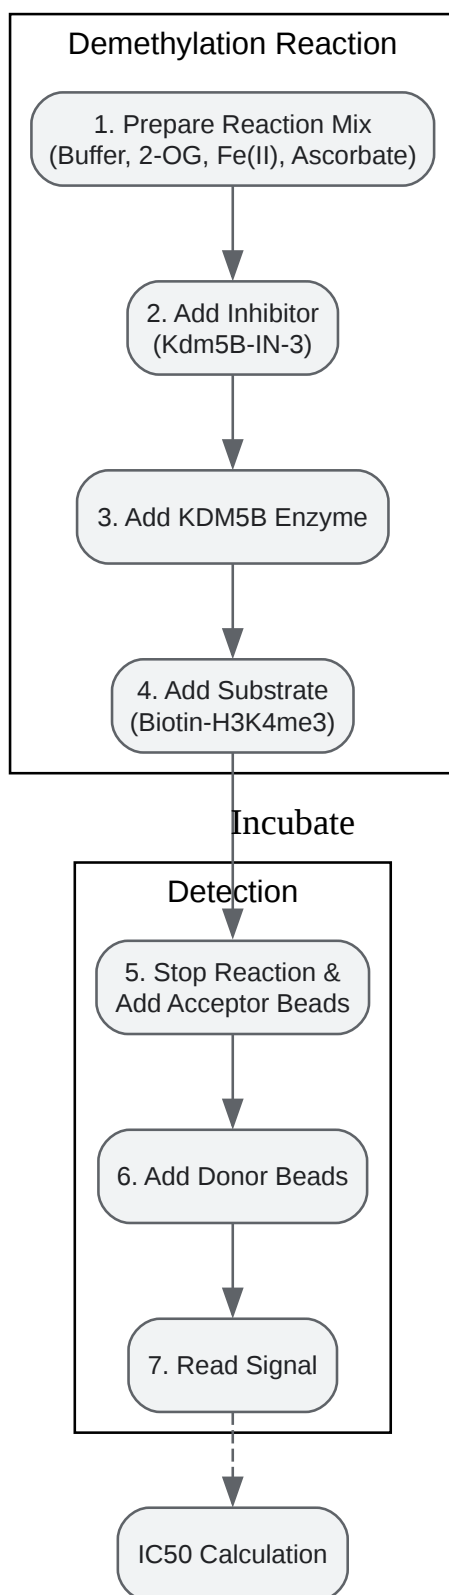 Demethylation Reaction
1. Prepare Reaction Mix
(Buffer, 2-OG, Fe(II), Ascorbate)
2. Add Inhibitor
(Kdm5B-IN-3)
3. Add KDM5B Enzyme
4. Add Substrate
(Biotin-H3K4me3)
Incubate
Detection
5. Stop Reaction &
Add Acceptor Beads
6. Add Donor Beads
7. Read Signal
IC50 Calculation